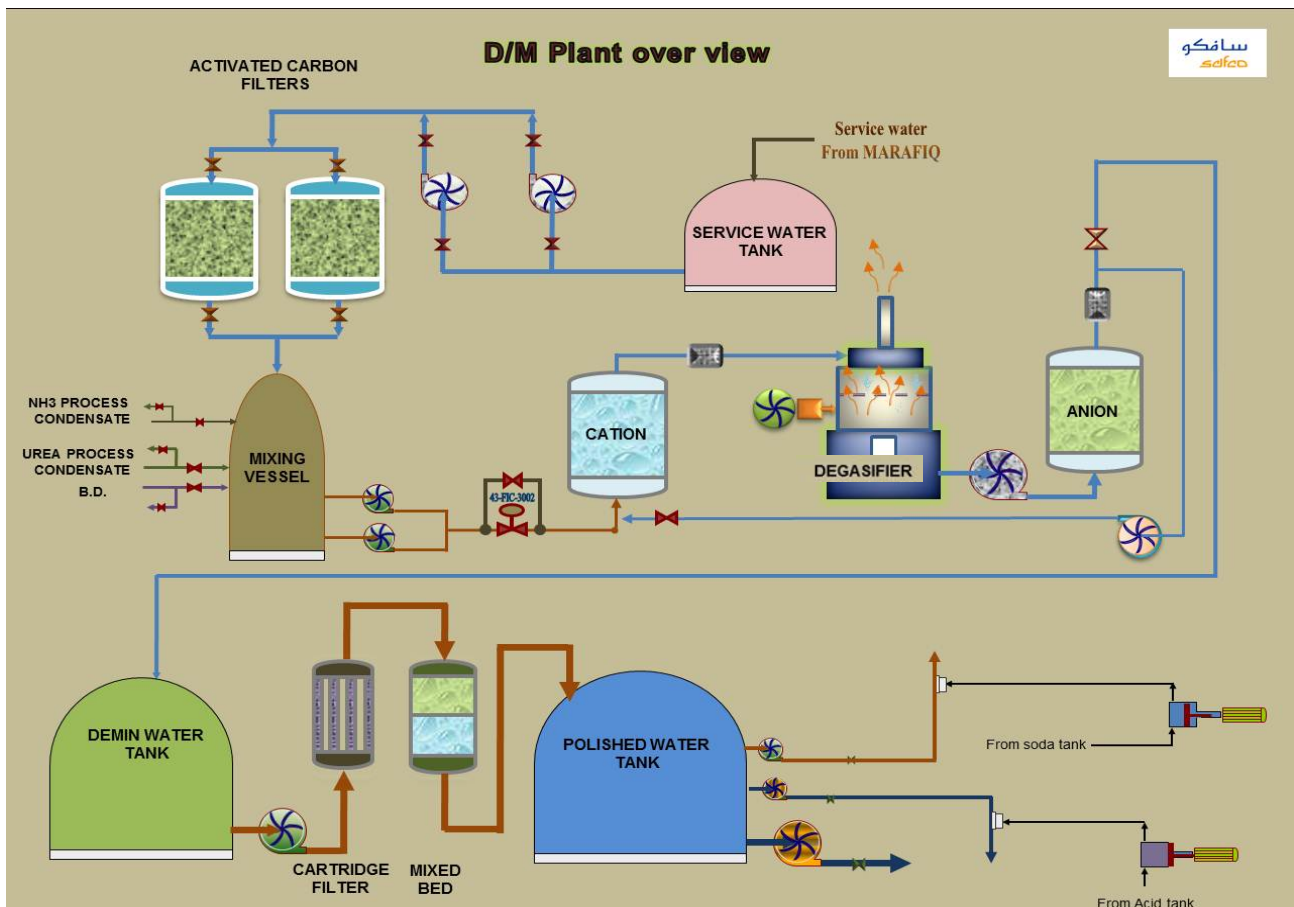 D/M Plant over view
سافكو
safco
ACTIVATED CARBON
FILTERS
Service water
From MARAFIQ
SERVICE WATER
TANK
NH3 PROCESS
CONDENSATE
UREA PROCESS
CONDENSATE
B.D.
MIXING
VESSEL
43-FIC-3002
CATION
DEGASIFIER
ANION
DEMIN WATER
TANK
CARTRIDGE
FILTER
MIXED
BED
POLISHED WATER
TANK
From soda tank
From Acid tank